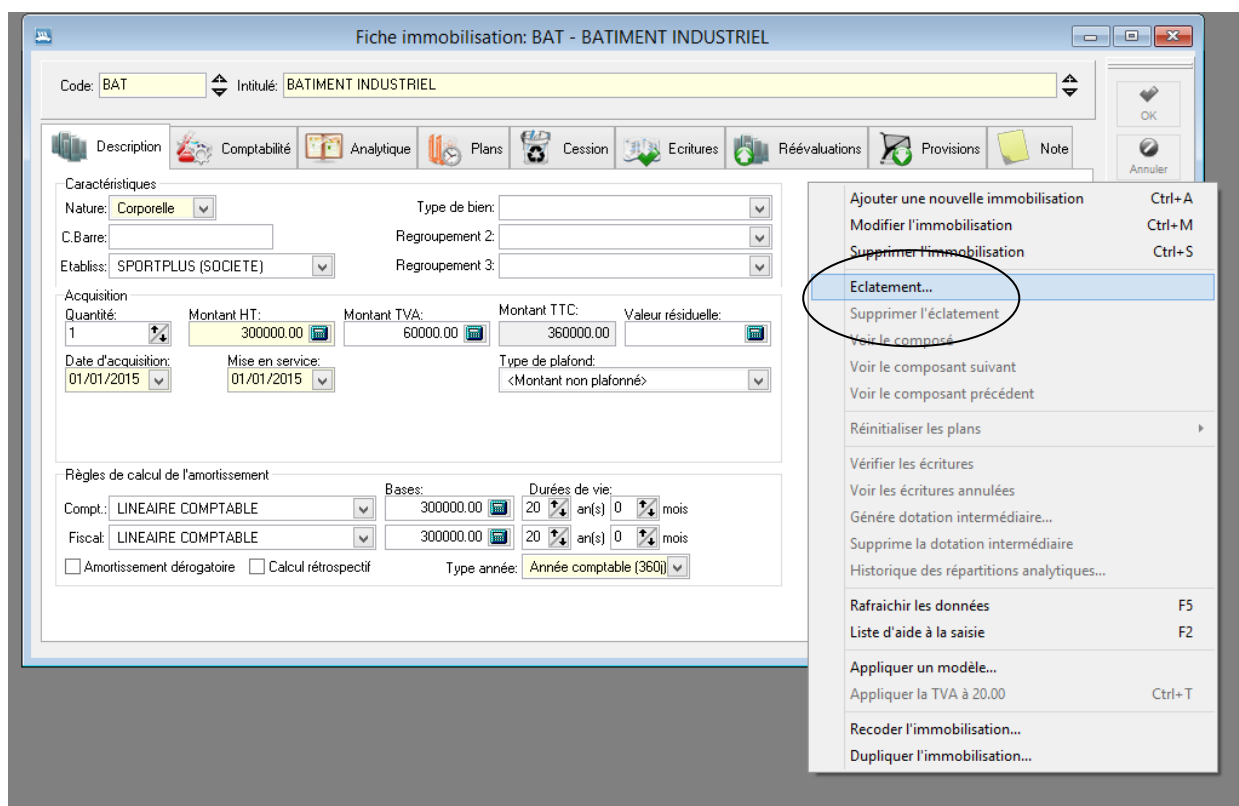 Fiche immobilisation: BAT - BATIMENT INDUSTRIEL
Code: BAT Intitulé: BATIMENT INDUSTRIEL
OK
Annuler
Description Comptabilité Analytique Plans Cession Ecritures Réévaluations Provisions Note
Caractéristiques
Nature: Corporelle Type de bien:
C.Barre: Regroupement 2:
Etabliss: SPORTPLUS (SOCIETE) Regroupement 3:
Acquisition
Quantité: Montant HT: Montant TVA: Montant TTC: Valeur résiduelle:
1 300000.00 60000.00 360000.00
Date d'acquisition: Mise en service: Type de plafond:
01/01/2015 01/01/2015 <Montant non plafonné>
Règles de calcul de l'amortissement
Bases: Durées de vie:
Compt.: LINEAIRE COMPTABLE 300000.00 20 an(s) 0 mois
Fiscal: LINEAIRE COMPTABLE 300000.00 20 an(s) 0 mois
Amortissement dérogatoire Calcul rétrospectif Type année: Année comptable (360j)
Ajouter une nouvelle immobilisation Ctrl+A
Modifier l'immobilisation Ctrl+M
Supprimer l'immobilisation Ctrl+S
Eclatement...
Supprimer l'éclatement
Voir le composé
Voir le composant suivant
Voir le composant précédent
Réinitialiser les plans
Vérifier les écritures
Voir les écritures annulées
Génére dotation intermédiaire...
Supprime la dotation intermédiaire
Historique des répartitions analytiques...
Rafraichir les données F5
Liste d'aide à la saisie F2
Appliquer un modèle...
Appliquer la TVA à 20.00 Ctrl+T
Recoder l'immobilisation...
Dupliquer l'immobilisation...